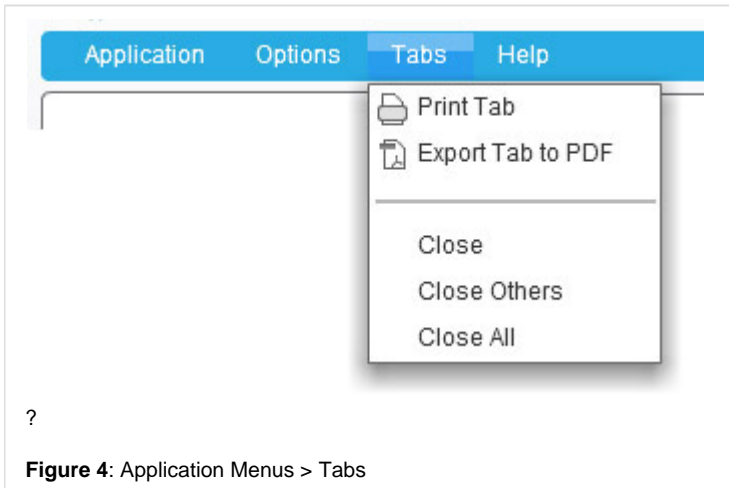 Application Options Tabs Help
Print Tab
Export Tab to PDF
Close
Close Others
Close All
?
Figure 4: Application Menus > Tabs